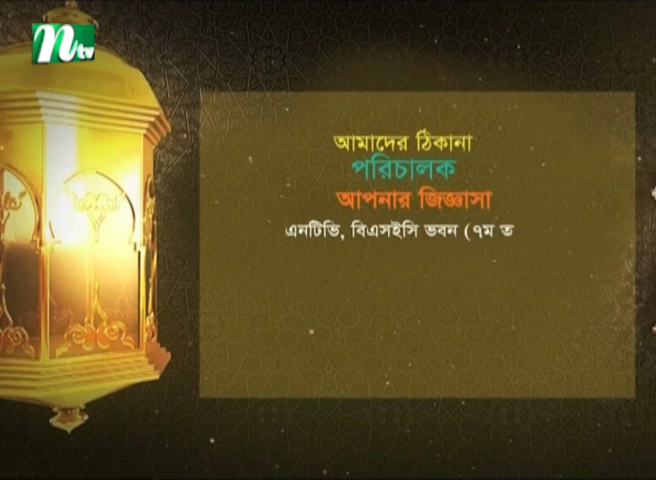 ntv
আমাদের ঠিকানা
পরিচালক
আপনার জিজ্ঞাসা
এনটিভি, বিএসইসি ভবন (৭ম ত